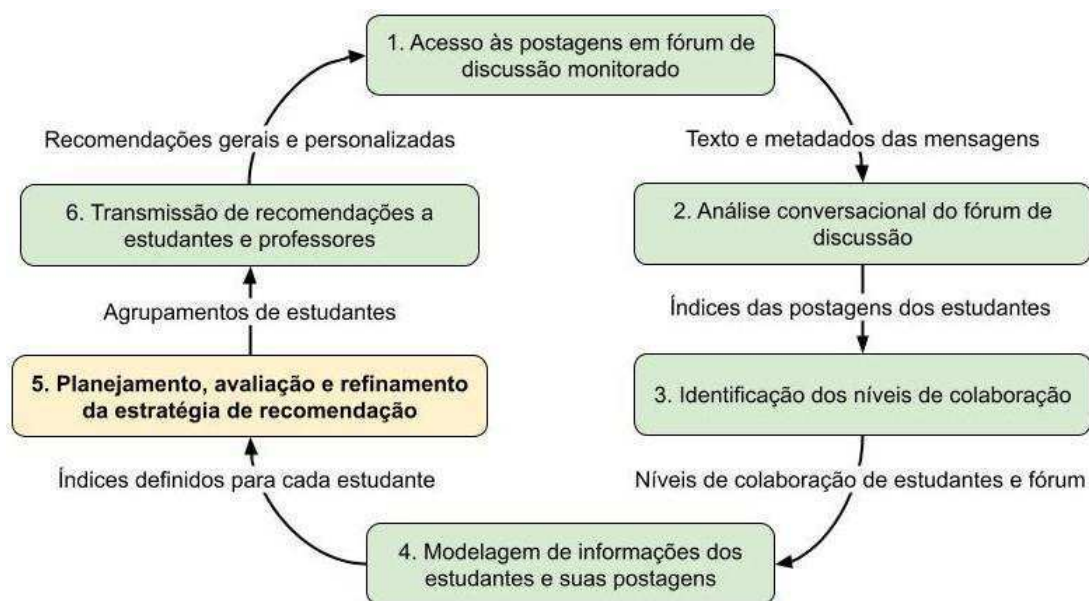 1. Acesso às postagens em fórum de
discussão monitorado
Recomendações gerais e personalizadas
Texto e metadados das mensagens
6. Transmissão de recomendações a
estudantes e professores
2. Análise conversacional do fórum de
discussão
Agrupamentos de estudantes
Índices das postagens dos estudantes
5. Planejamento, avaliação e refinamento
da estratégia de recomendação
3. Identificação dos níveis de colaboração
Índices definidos para cada estudante
Níveis de colaboração de estudantes e fórum
4. Modelagem de informações dos
estudantes e suas postagens